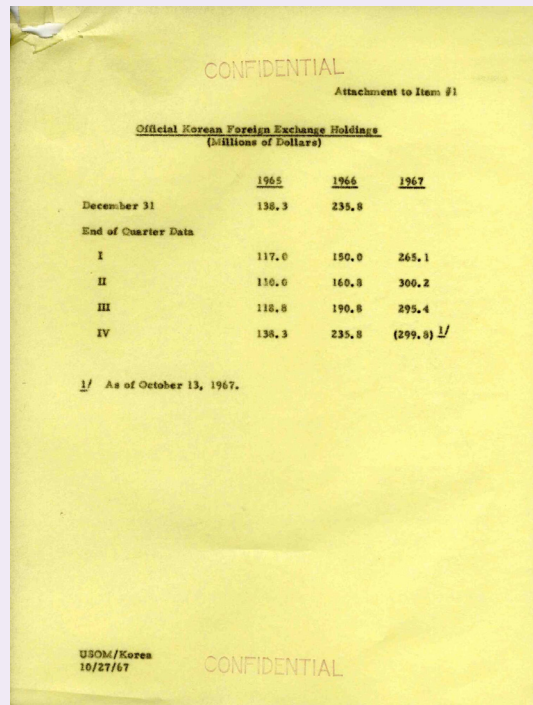 CONFIDENTIAL
Attachment to Item #1
Official Korean Foreign Exchange Holdings
(Millions of Dollars)
1965 1966 1967
December 31 138.3 235.8
End of Quarter Data
I 117.0 150.0 265.1
II 130.0 160.8 300.2
III 118.8 190.8 295.4
IV 138.3 235.8 (299.8) 1/
1/ As of October 13, 1967.
USOM/Korea
10/27/67
CONFIDENTIAL